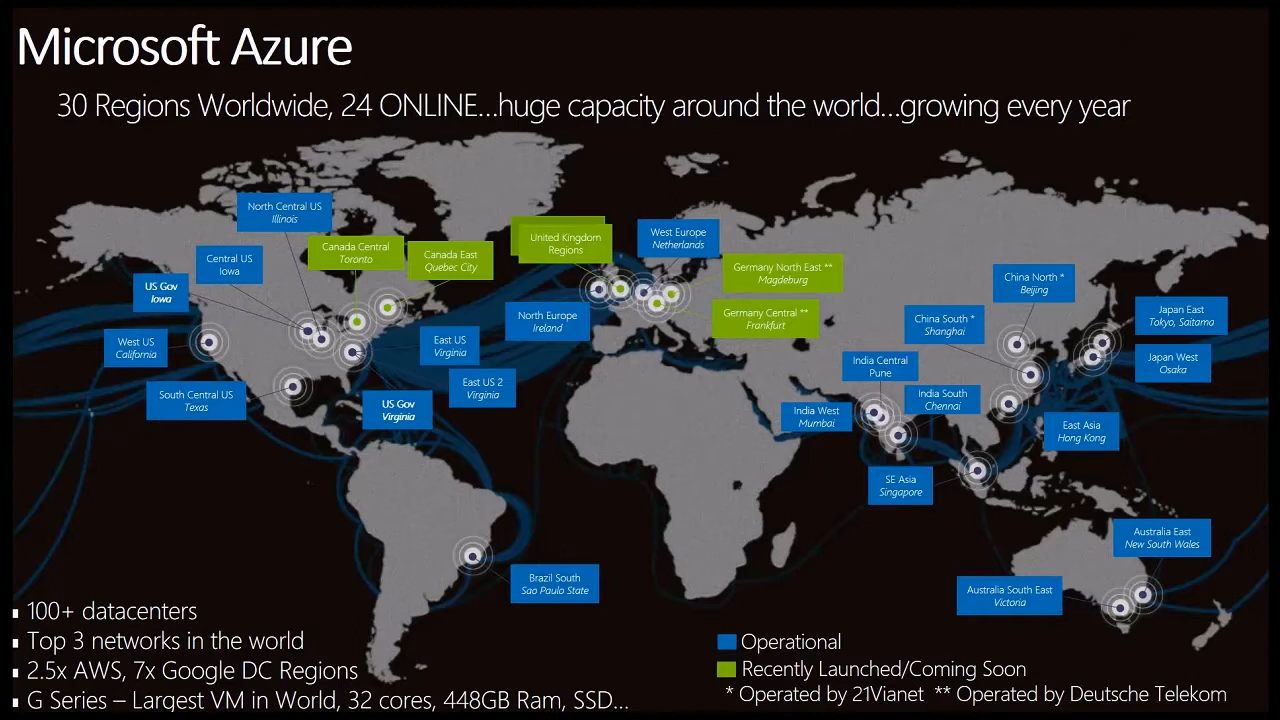 Microsoft Azure
30 Regions Worldwide, 24 ONLINE...huge capacity around the world...growing every year
North Central US
Illinois
Central US
Iowa
US Gov
Iowa
West US
California
South Central US
Texas
Canada Central
Toronto
Canada East
Quebec City
East US
Virginia
East US 2
Virginia
US Gov
Virginia
Brazil South
Sao Paulo State
United Kingdom
Regions
West Europe
Netherlands
North Europe
Ireland
Germany North East **
Magdeburg
Germany Central **
Frankfurt
China North *
Beijing
China South *
Shanghai
Japan East
Tokyo, Saitama
Japan West
Osaka
India Central
Pune
India South
Chennai
India West
Mumbai
East Asia
Hong Kong
SE Asia
Singapore
Australia East
New South Wales
Australia South East
Victoria
▪ 100+ datacenters
▪ Top 3 networks in the world
▪ 2.5x AWS, 7x Google DC Regions
▪ G Series – Largest VM in World, 32 cores, 448GB Ram, SSD...
Operational
Recently Launched/Coming Soon
* Operated by 21Vianet ** Operated by Deutsche Telekom